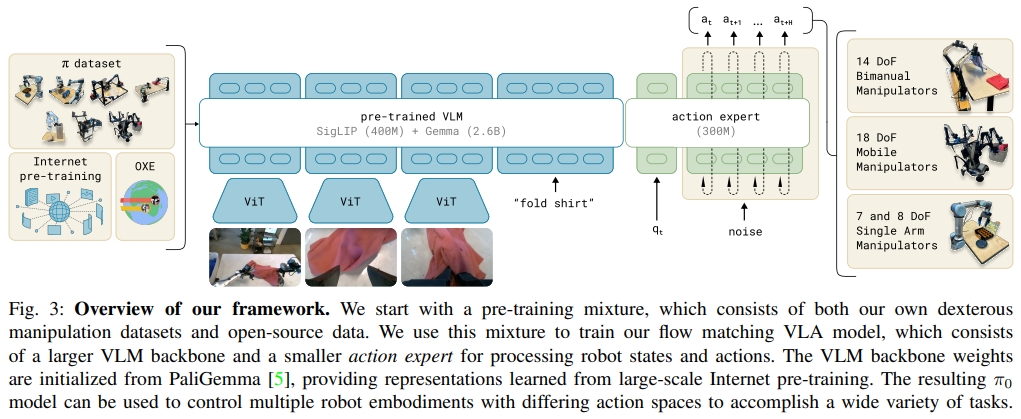 π dataset
Internet
pre-training
OXE
pre-trained VLM
SigLIP (400M) + Gemma (2.6B)
ViT
ViT
ViT
"fold shirt"
action expert
(300M)
qₜ
noise
aₜ aₜ₊₁ ... aₜ₊H
14 DoF
Bimanual
Manipulators
18 DoF
Mobile
Manipulators
7 and 8 DoF
Single Arm
Manipulators
Fig. 3: Overview of our framework. We start with a pre-training mixture, which consists of both our own dexterous
manipulation datasets and open-source data. We use this mixture to train our flow matching VLA model, which consists
of a larger VLM backbone and a smaller action expert for processing robot states and actions. The VLM backbone weights
are initialized from PaliGemma [5], providing representations learned from large-scale Internet pre-training. The resulting π₀
model can be used to control multiple robot embodiments with differing action spaces to accomplish a wide variety of tasks.